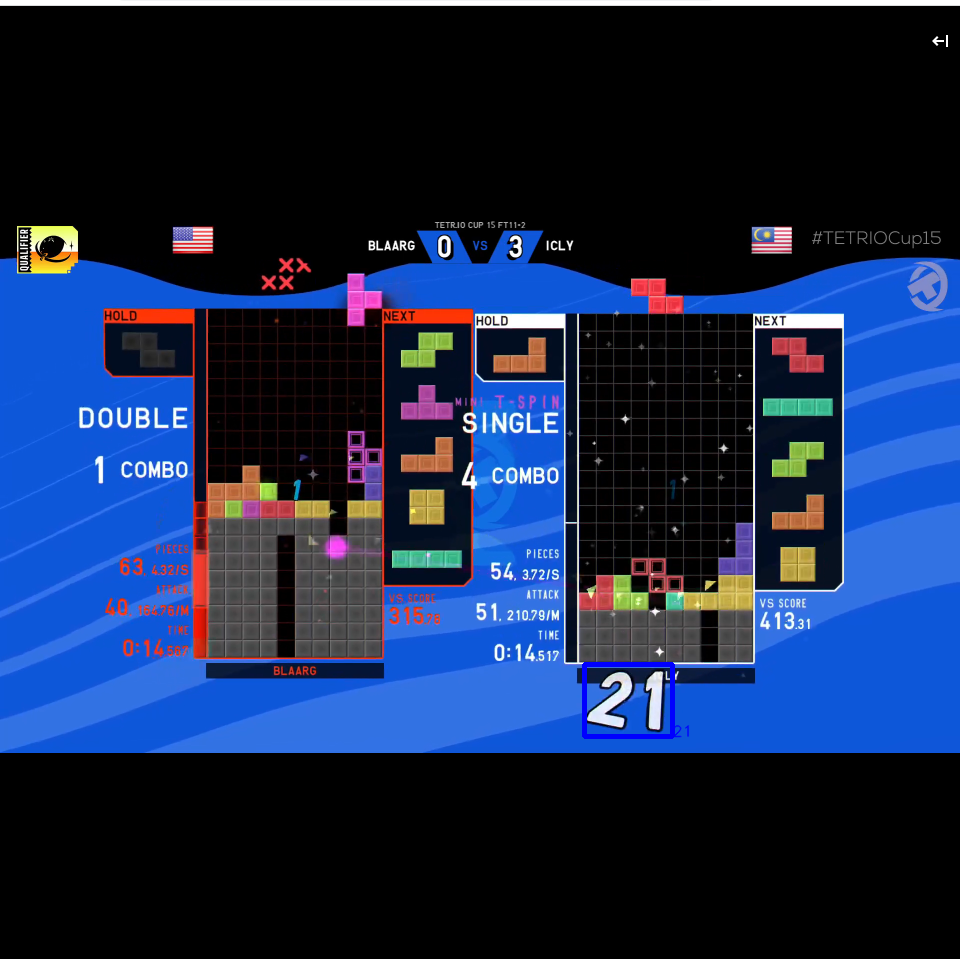 TETR.IO CUP 15 FT11·2
QUALIFIER
BLAARG 0 VS 3 ICLY
#TETRIOCup15
HOLD
NEXT
DOUBLE
1 COMBO
1
PIECES
63, 4.32/S
ATTACK
TIME
0:14.567
VS SCORE
315.78
BLAARG
HOLD
NEXT
MINI T-SPIN
SINGLE
4 COMBO
1
PIECES
54, 3.72/S
ATTACK
51, 210.79/M
TIME
0:14.517
VS SCORE
413.31
21
21